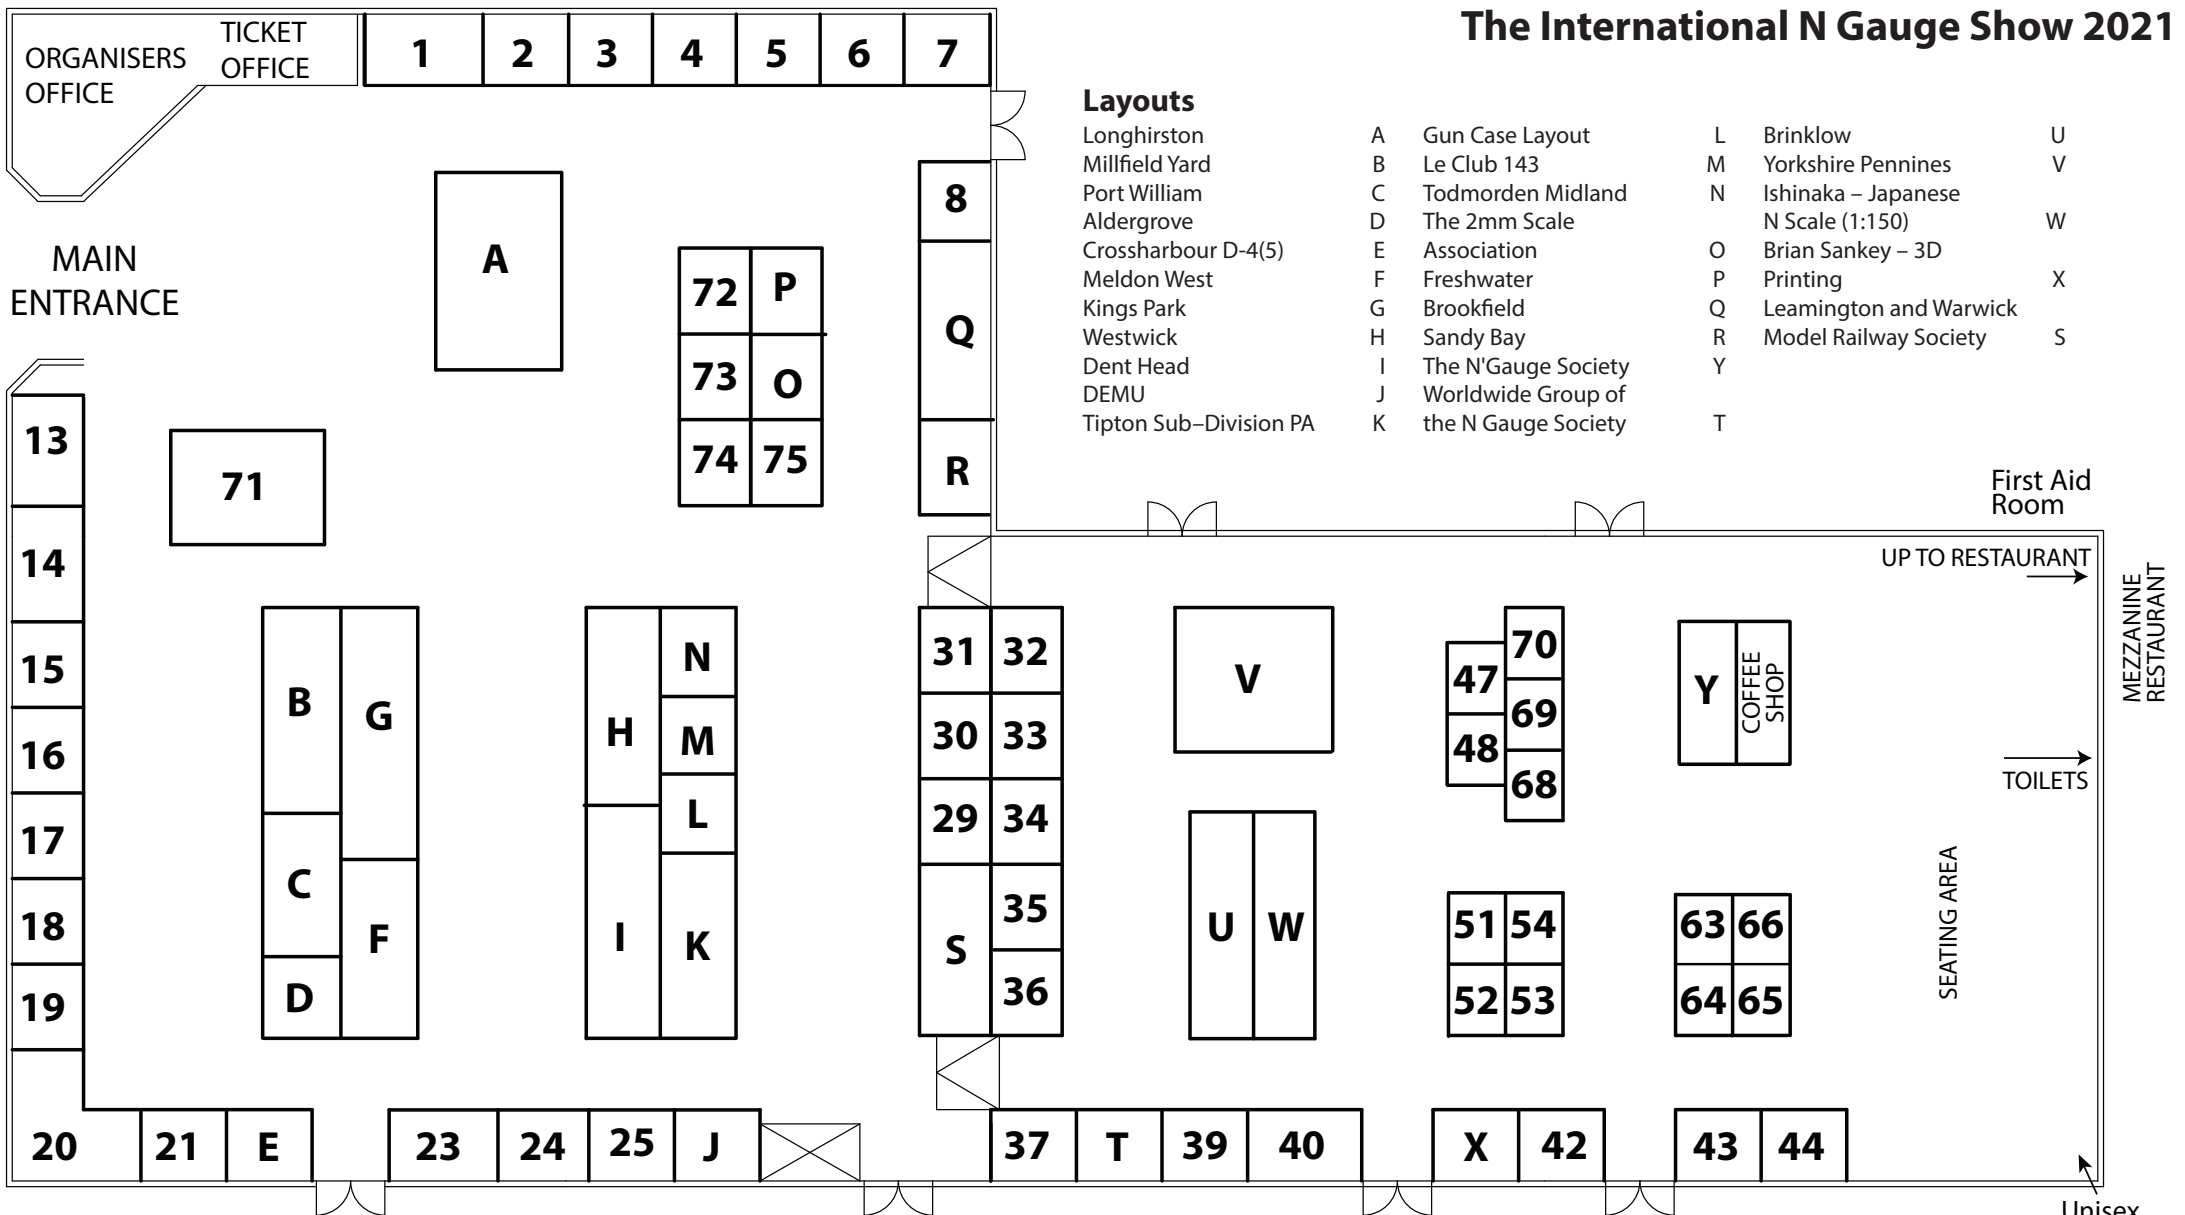 The International N Gauge Show 2021
ORGANISERS
OFFICE
TICKET
OFFICE
1 2 3 4 5 6 7
Layouts
Longhirston A
Millfield Yard B
Port William C
Aldergrove D
Crossharbour D-4(5) E
Meldon West F
Kings Park G
Westwick H
Dent Head I
DEMU J
Tipton Sub–Division PA K
Gun Case Layout L
Le Club 143 M
Todmorden Midland N
The 2mm Scale
Association O
Freshwater P
Brookfield Q
Sandy Bay R
The N'Gauge Society Y
Worldwide Group of
the N Gauge Society T
Brinklow U
Yorkshire Pennines V
Ishinaka – Japanese
N Scale (1:150) W
Brian Sankey – 3D
Printing X
Leamington and Warwick
Model Railway Society S
MAIN
ENTRANCE
A
8
72 P
Q
73 O
13
74 75
R
71
14
First Aid
Room
UP TO RESTAURANT
MEZZANINE
RESTAURANT
15
16
17
18
19
B G
C
F
D
H N
M
L
I K
31 32
30 33
29 34
35
S
36
V
U W
70
47
69
48
68
Y
COFFEE
SHOP
TOILETS
51 54
52 53
63 66
64 65
SEATING AREA
20 21 E 23 24 25 J 37 T 39 40 X 42 43 44
Unisex